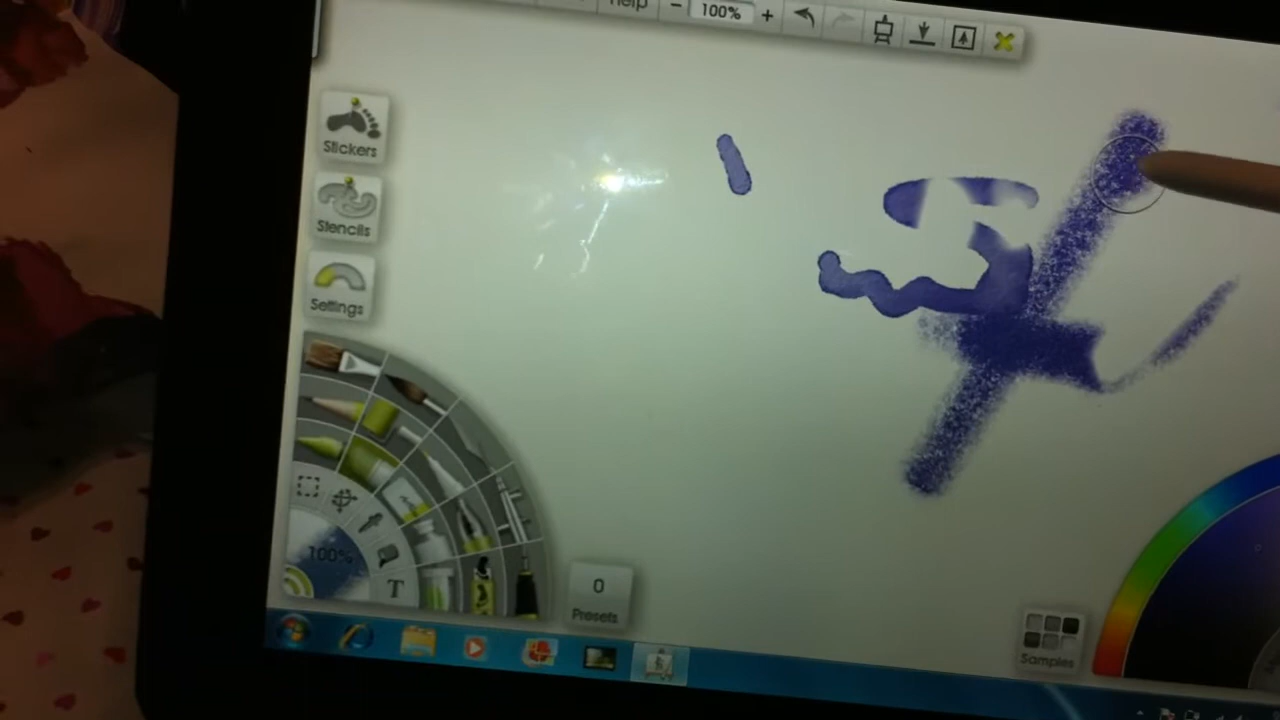 Help
100%
Stickers
Stencils
Settings
100%
T
0
Presets
Samples